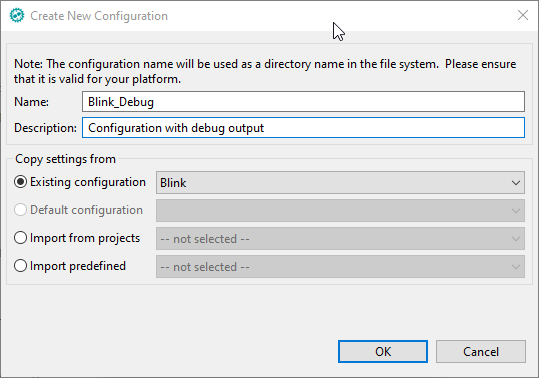 Create New Configuration
Note: The configuration name will be used as a directory name in the file system.  Please ensure
that it is valid for your platform.
Name: Blink_Debug
Description: Configuration with debug output
Copy settings from
Existing configuration Blink
Default configuration
Import from projects -- not selected --
Import predefined -- not selected --
OK Cancel